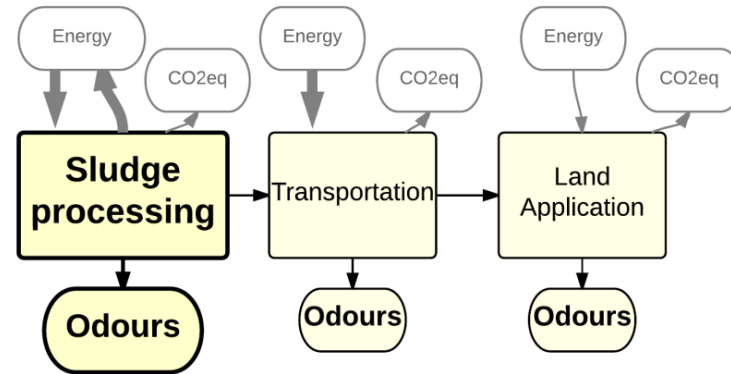 Energy
CO2eq
Energy
CO2eq
Energy
CO2eq
Sludge
processing
Transportation
Land
Application
Odours
Odours
Odours